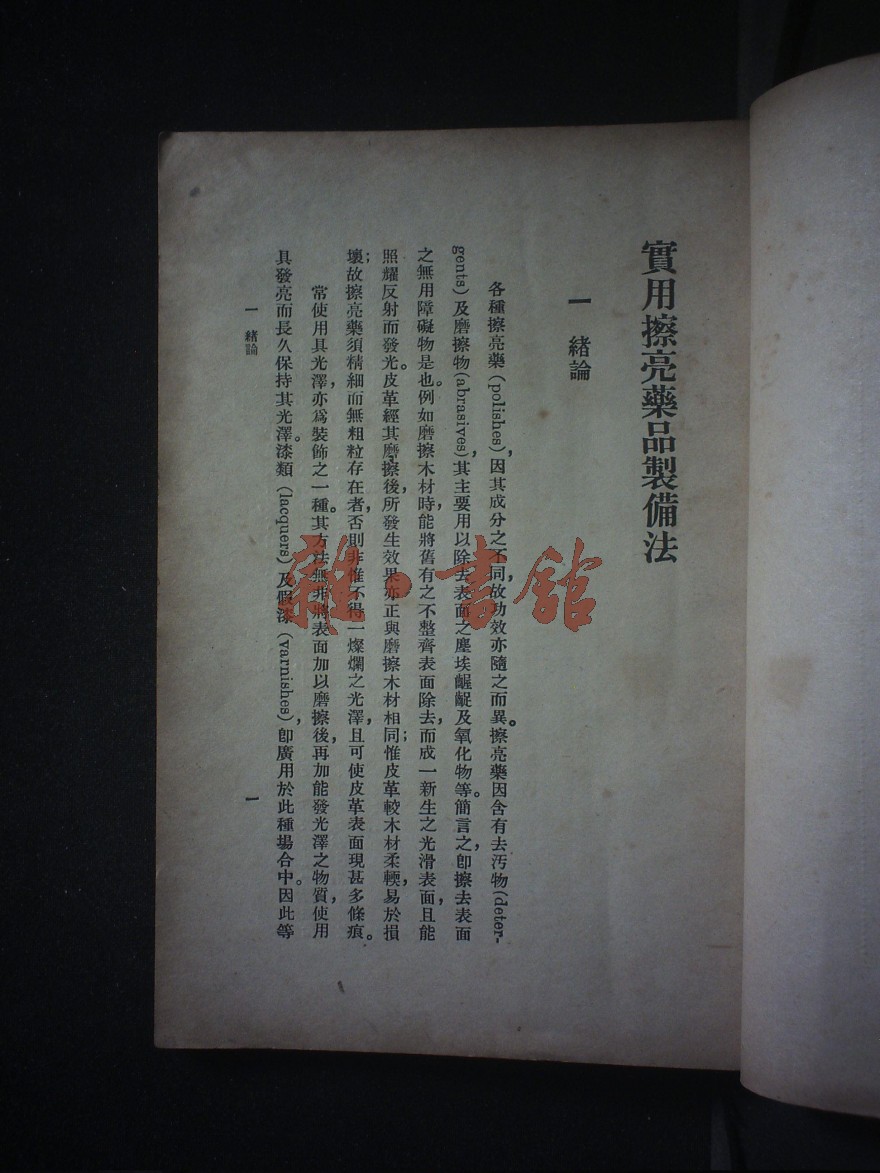 實用擦亮藥品製備法
一 緒論
各種擦亮藥(polishes),因其成分之不同,故功效亦隨之而異。擦亮藥因含有去汚物(deter-
gents)及磨擦物(abrasives),其主要用以除去表面之塵埃齷齪及氧化物等。簡言之,卽擦去表面
之無用障礙物是也。例如磨擦木材時,能將舊有之不整齊表面除去,而成一新生之光滑表面,且能
照耀反射而發光。皮革經其磨擦後,所發生效果亦正與磨擦木材相同;惟皮革較木材柔輭,易於損
壞;故擦亮藥須精細而無粗粒存在者,否則非惟不得一燦爛之光澤,且可使皮革表面現甚多條痕。
常使用具光澤,亦爲裝飾之一種。其方法無非將表面加以磨擦後,再加能發光澤之物質,使用
具發亮而長久保持其光澤。漆類(lacquers)及假漆(varnishes),卽廣用於此種場合中。因此等
一 緒論
一
雜·書館